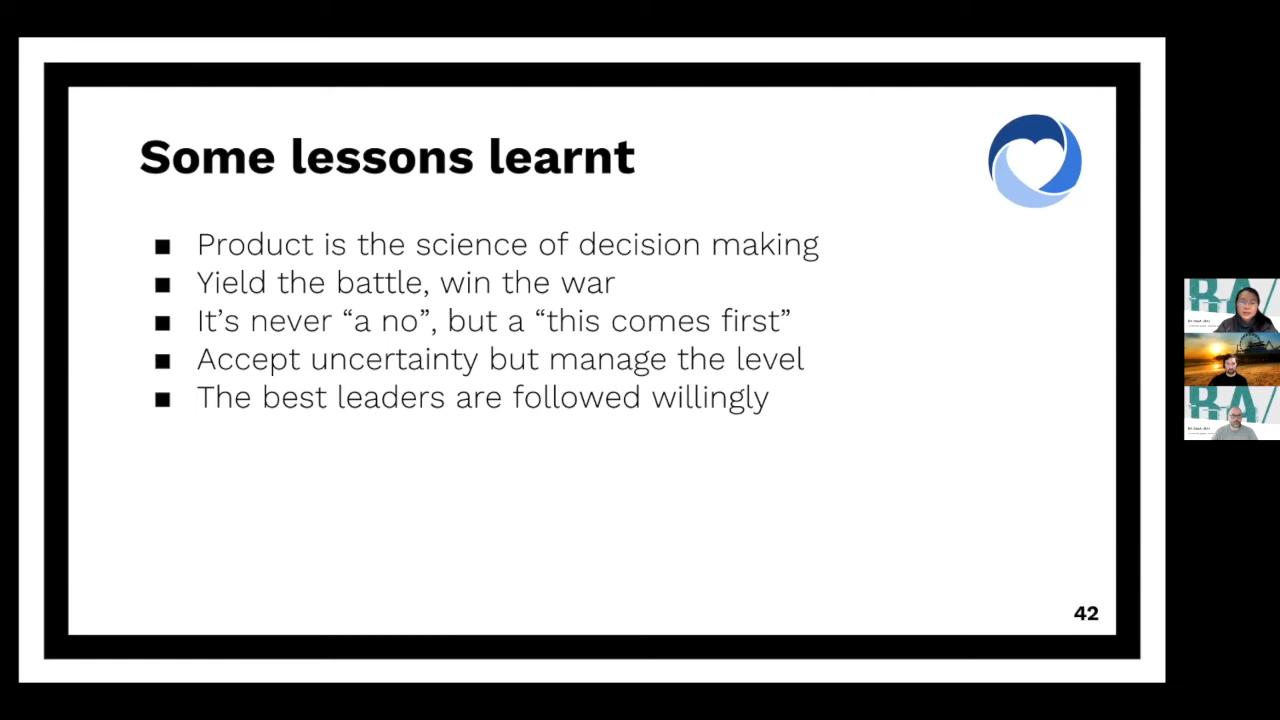 Some lessons learnt
Product is the science of decision making
Yield the battle, win the war
It’s never “a no”, but a “this comes first”
Accept uncertainty but manage the level
The best leaders are followed willingly
42